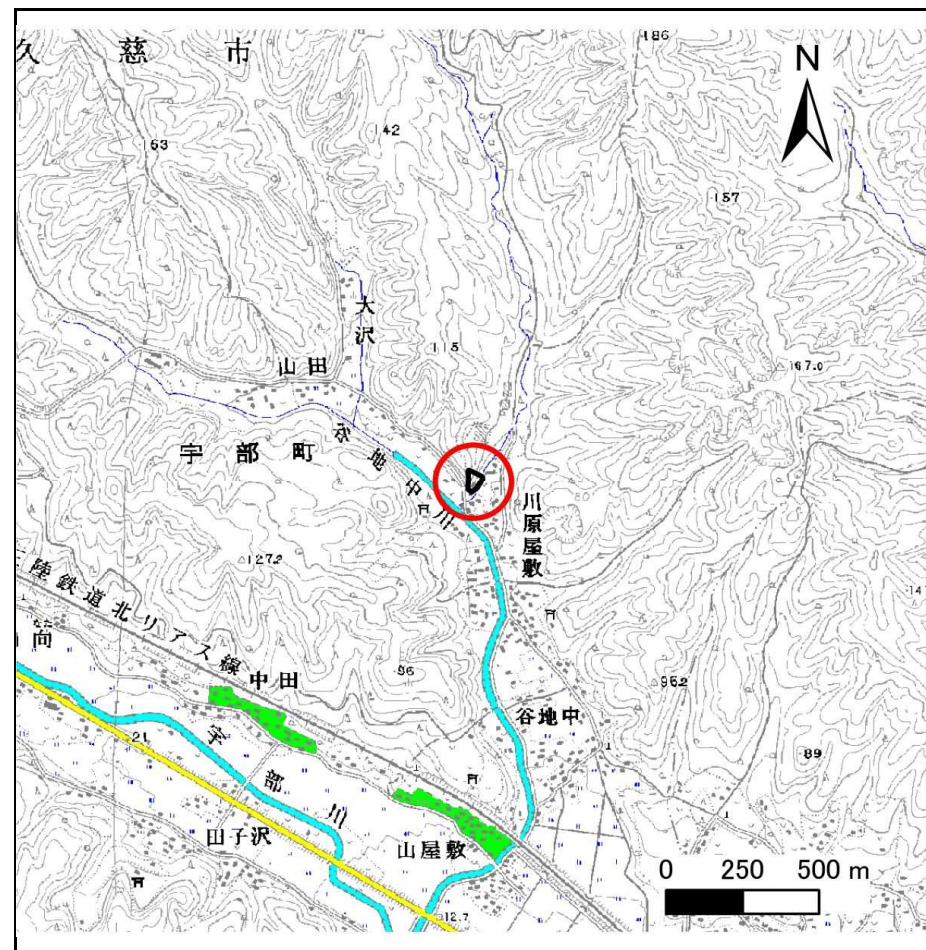 久慈市
186
N
142
153
157
0 250 500 m
大沢
115
山田
167.0
宇部町
谷地中川
川原屋敷
127.2
陸鉄道北リアス線
向
中田
96
96.2
谷地中
21
宇部川
89
田子沢
山屋敷
12.7